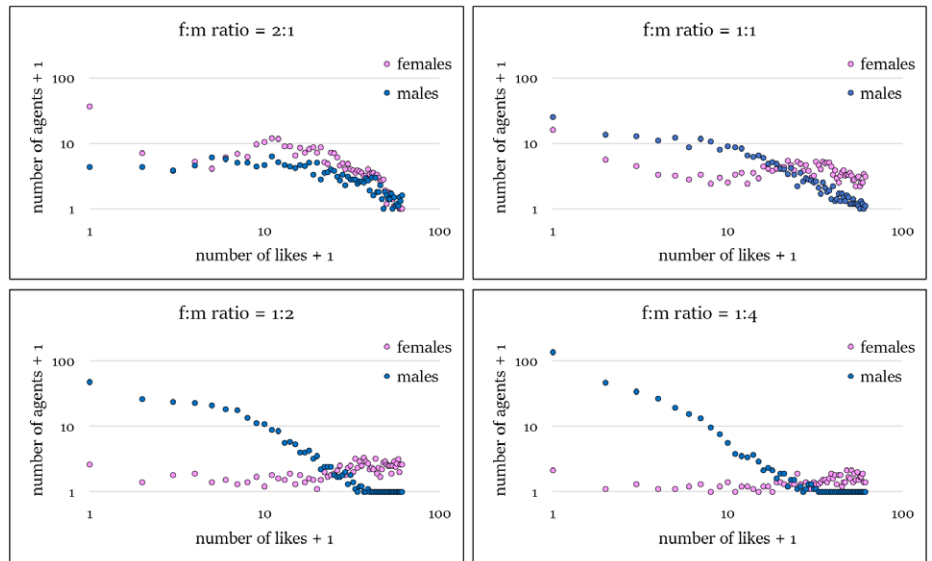 f:m ratio = 2:1
females
males
number of agents + 1
100
10
1
1
10
100
number of likes + 1
f:m ratio = 1:1
females
males
number of agents + 1
100
10
1
1
10
100
number of likes + 1
f:m ratio = 1:2
females
males
number of agents + 1
100
10
1
1
10
100
number of likes + 1
f:m ratio = 1:4
females
males
number of agents + 1
100
10
1
1
10
100
number of likes + 1